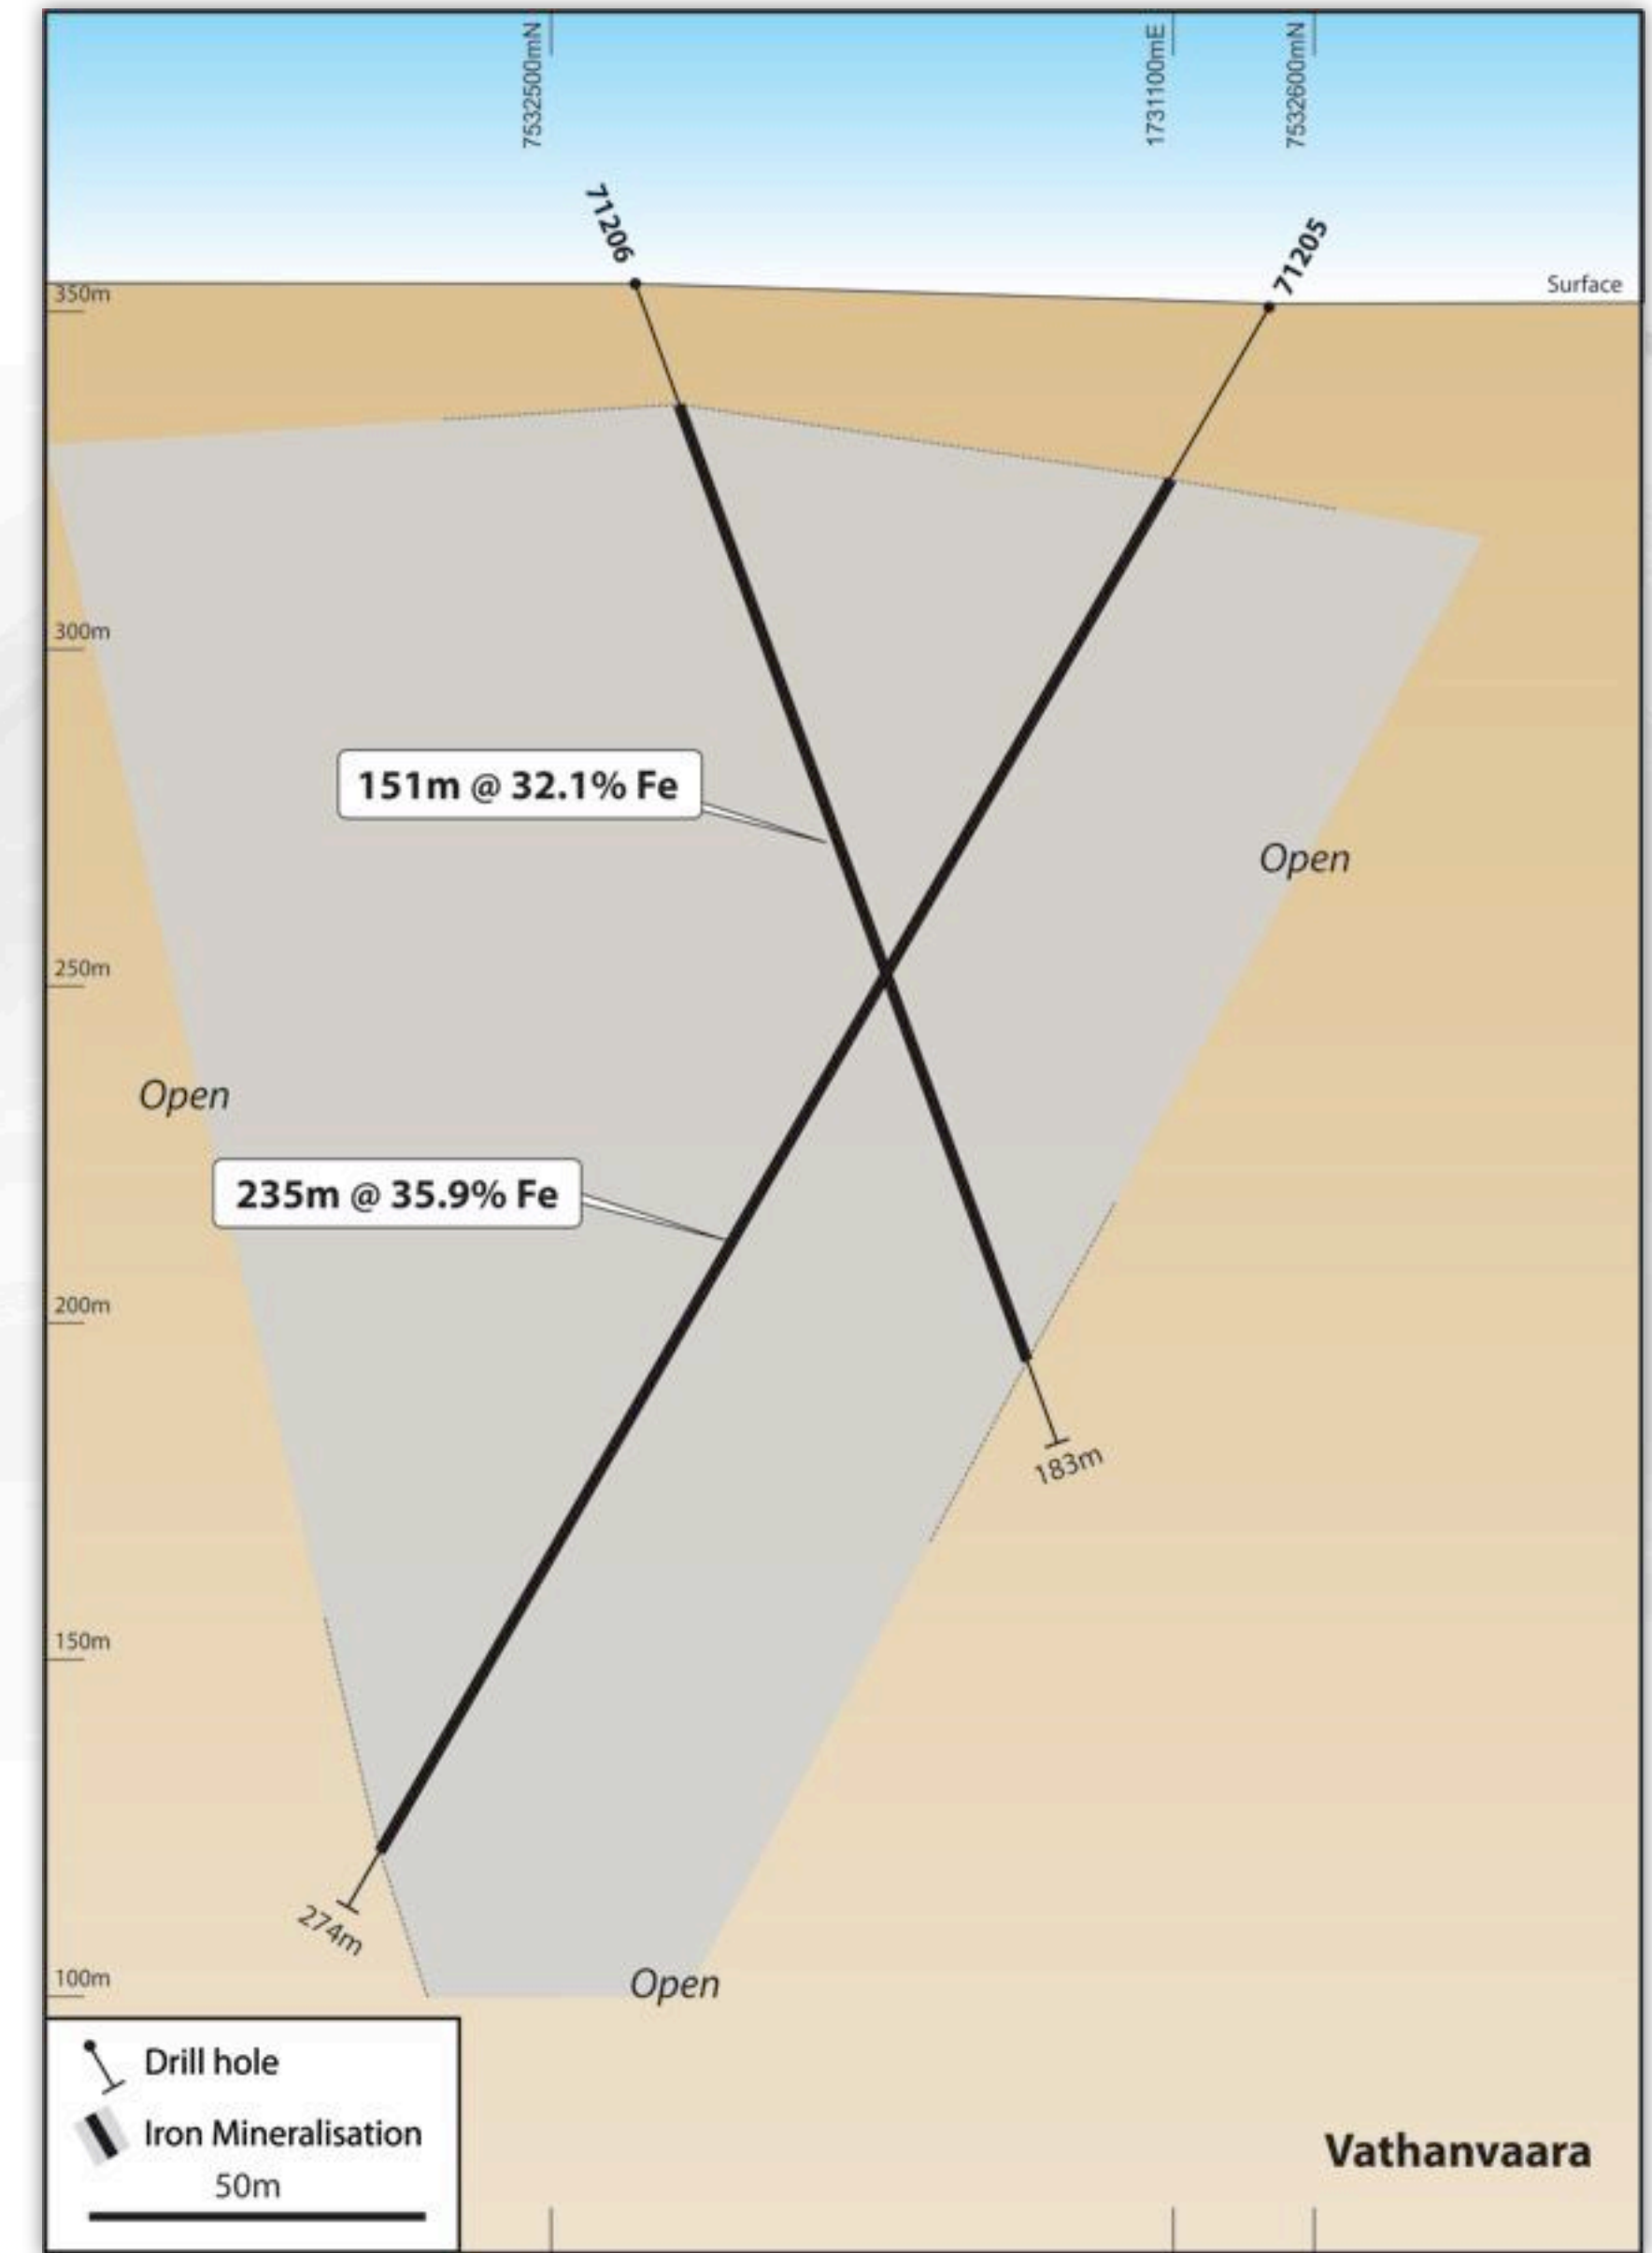 7532500mN
1731100mE
7532600mN
71206
71205
Surface
350m
300m
151m @ 32.1% Fe
Open
250m
Open
235m @ 35.9% Fe
200m
183m
150m
274m
100m
Open
Drill hole
Iron Mineralisation
50m
Vathanvaara